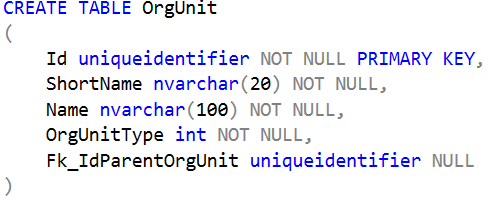 CREATE TABLE OrgUnit
(
    Id uniqueidentifier NOT NULL PRIMARY KEY,
    ShortName nvarchar(20) NOT NULL,
    Name nvarchar(100) NOT NULL,
    OrgUnitType int NOT NULL,
    Fk_IdParentOrgUnit uniqueidentifier NULL
)